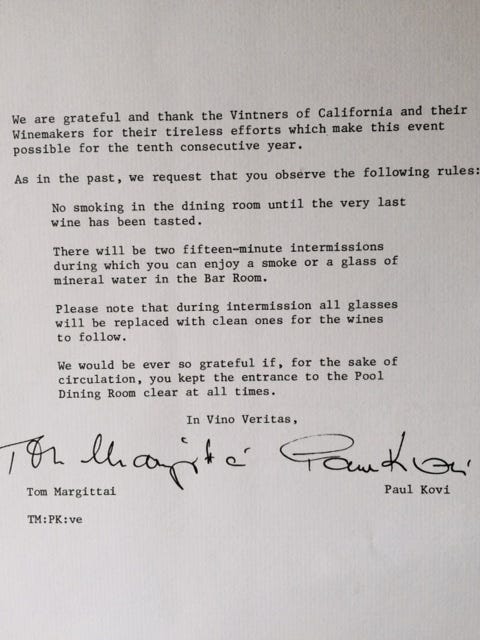 We are grateful and thank the Vintners of California and their
Winemakers for their tireless efforts which make this event
possible for the tenth consecutive year.
As in the past, we request that you observe the following rules:
No smoking in the dining room until the very last
wine has been tasted.
There will be two fifteen-minute intermissions
during which you can enjoy a smoke or a glass of
mineral water in the Bar Room.
Please note that during intermission all glasses
will be replaced with clean ones for the wines
to follow.
We would be ever so grateful if, for the sake of
circulation, you kept the entrance to the Pool
Dining Room clear at all times.
In Vino Veritas,
Tom Margittai Paul Kovi
Tom Margittai Paul Kovi
TM:PK:ve